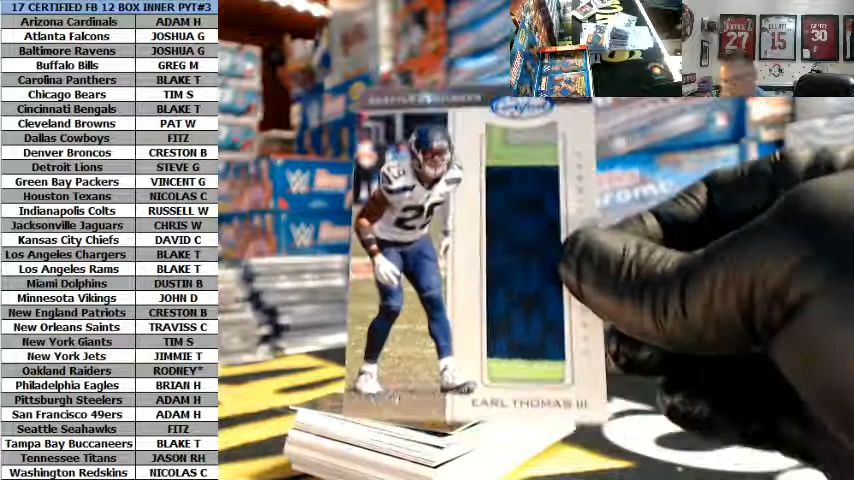 17 CERTIFIED FB 12 BOX INNER PYT#3
Arizona Cardinals ADAM H
Atlanta Falcons JOSHUA G
Baltimore Ravens JOSHUA G
Buffalo Bills GREG M
Carolina Panthers BLAKE T
Chicago Bears TIM S
Cincinnati Bengals BLAKE T
Cleveland Browns PAT W
Dallas Cowboys FITZ
Denver Broncos CRESTON B
Detroit Lions STEVE G
Green Bay Packers VINCENT G
Houston Texans NICOLAS C
Indianapolis Colts RUSSELL W
Jacksonville Jaguars CHRIS W
Kansas City Chiefs DAVID C
Los Angeles Chargers BLAKE T
Los Angeles Rams BLAKE T
Miami Dolphins DUSTIN B
Minnesota Vikings JOHN D
New England Patriots CRESTON B
New Orleans Saints TRAVISS C
New York Giants TIM S
New York Jets JIMMIE T
Oakland Raiders RODNEY*
Philadelphia Eagles BRIAN H
Pittsburgh Steelers ADAM H
San Francisco 49ers ADAM H
Seattle Seahawks FITZ
Tampa Bay Buccaneers BLAKE T
Tennessee Titans JASON RH
Washington Redskins NICOLAS C
27
15
30
EARL THOMAS III